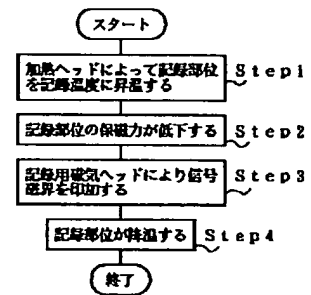 スタート
加熱ヘッドによって記録部位
を記録温度に昇温する
Step1
記録部位の保磁力が低下する
Step2
記録用磁気ヘッドにより信号
磁界を印加する
Step3
記録部位が降温する
Step4
終了